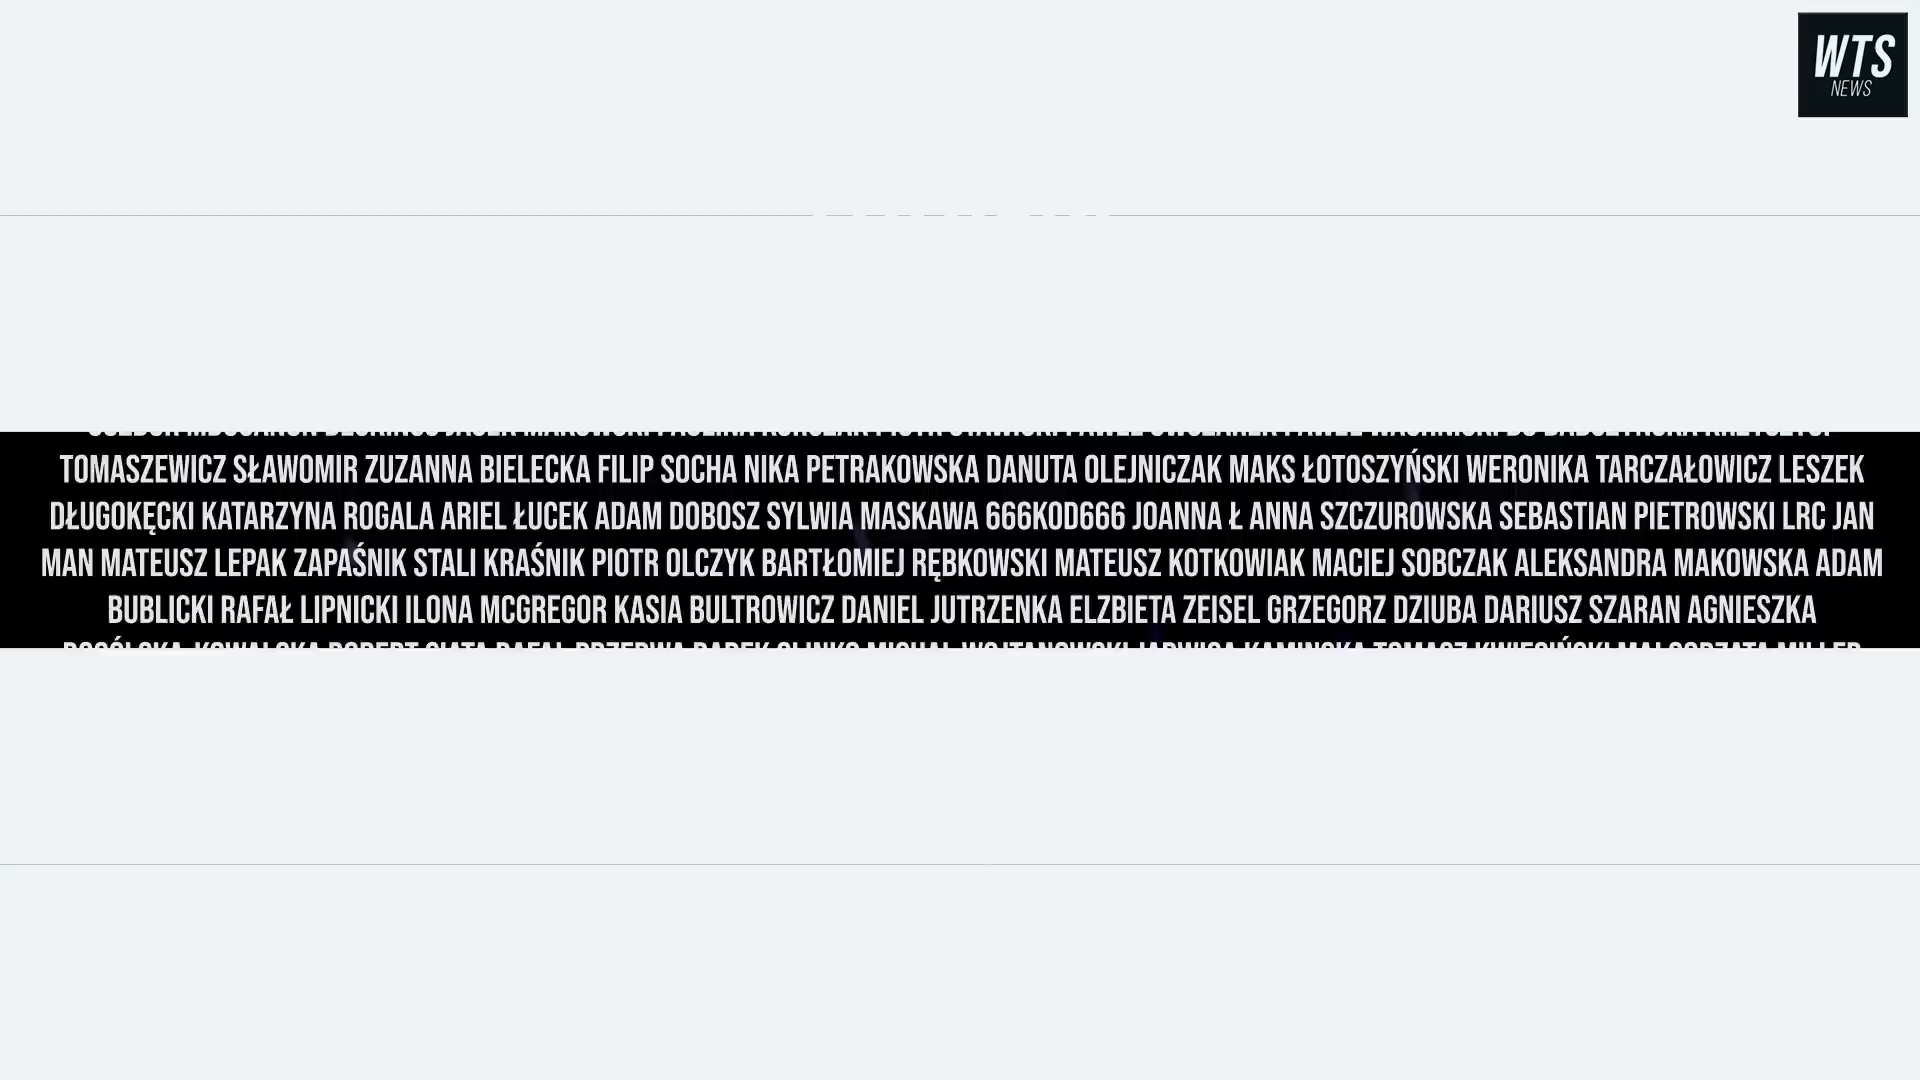 WTS
NEWS
TOMASZEWICZ SŁAWOMIR ZUZANNA BIELECKA FILIP SOCHA NIKA PETRAKOWSKA DANUTA OLEJNICZAK MAKS ŁOTOSZYŃSKI WERONIKA TARCZAŁOWICZ LESZEK
DŁUGOKĘCKI KATARZYNA ROGALA ARIEL ŁUCEK ADAM DOBOSZ SYLWIA MASKAWA 666KOD666 JOANNA Ł ANNA SZCZUROWSKA SEBASTIAN PIETROWSKI LRC JAN
MAN MATEUSZ LEPAK ZAPAŚNIK STALI KRAŚNIK PIOTR OLCZYK BARTŁOMIEJ RĘBKOWSKI MATEUSZ KOTKOWIAK MACIEJ SOBCZAK ALEKSANDRA MAKOWSKA ADAM
BUBLICKI RAFAŁ LIPNICKI ILONA MCGREGOR KASIA BULTROWICZ DANIEL JUTRZENKA ELZBIETA ZEISEL GRZEGORZ DZIUBA DARIUSZ SZARAN AGNIESZKA